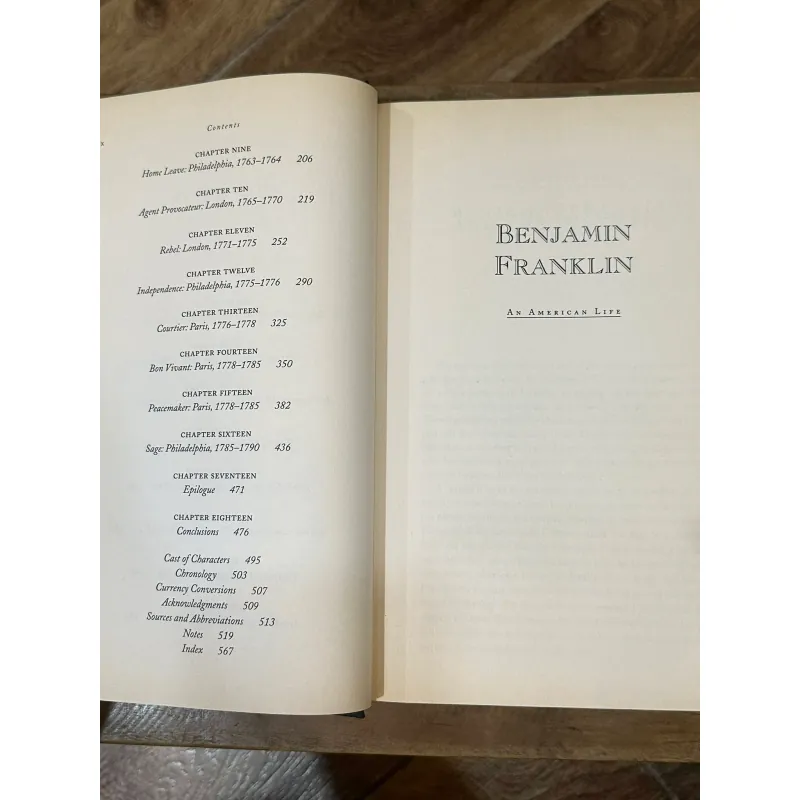 x
Contents
CHAPTER NINE
Home Leave: Philadelphia, 1763–1764 206
CHAPTER TEN
Agent Provocateur: London, 1765–1770 219
CHAPTER ELEVEN
Rebel: London, 1771–1775 252
CHAPTER TWELVE
Independence: Philadelphia, 1775–1776 290
CHAPTER THIRTEEN
Courtier: Paris, 1776–1778 325
CHAPTER FOURTEEN
Bon Vivant: Paris, 1778–1785 350
CHAPTER FIFTEEN
Peacemaker: Paris, 1778–1785 382
CHAPTER SIXTEEN
Sage: Philadelphia, 1785–1790 436
CHAPTER SEVENTEEN
Epilogue 471
CHAPTER EIGHTEEN
Conclusions 476
Cast of Characters 495
Chronology 503
Currency Conversions 507
Acknowledgments 509
Sources and Abbreviations 513
Notes 519
Index 567
BENJAMIN
FRANKLIN
AN AMERICAN LIFE